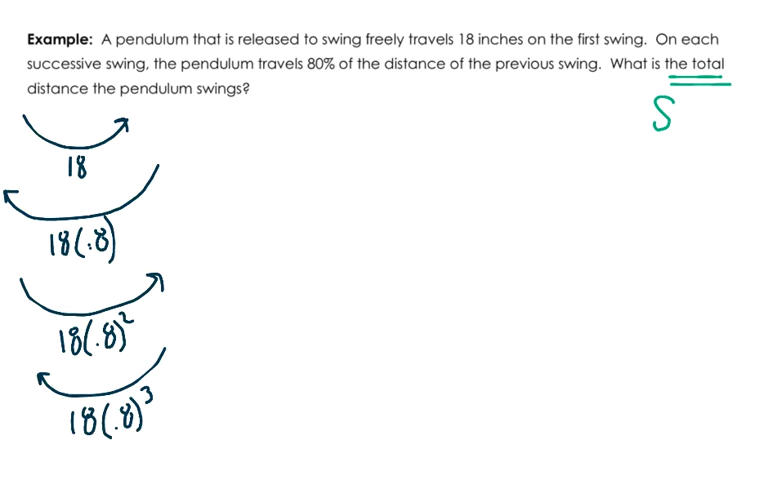 Example: A pendulum that is released to swing freely travels 18 inches on the first swing. On each
successive swing, the pendulum travels 80% of the distance of the previous swing. What is the total
distance the pendulum swings?
S
18
18(.8)
18(.8)²
18(.8)³